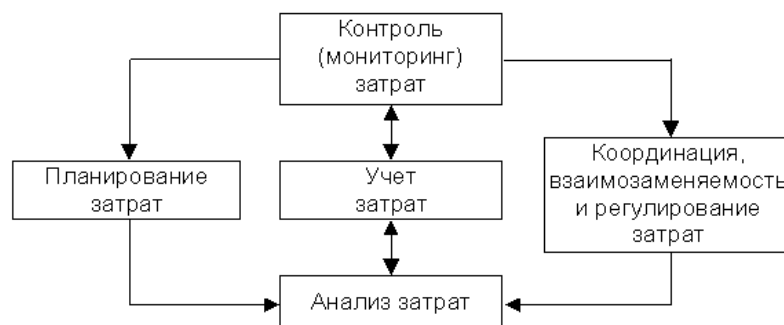 Контроль
(мониторинг)
затрат
Планирование
затрат
Учет
затрат
Координация,
взаимозаменяемость
и регулирование
затрат
Анализ затрат